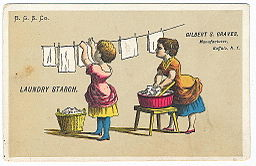 B. G. S. Co.
GILBERT S. GRAVES,
Manufacturer,
Buffalo, N. Y.
LAUNDRY STARCH.